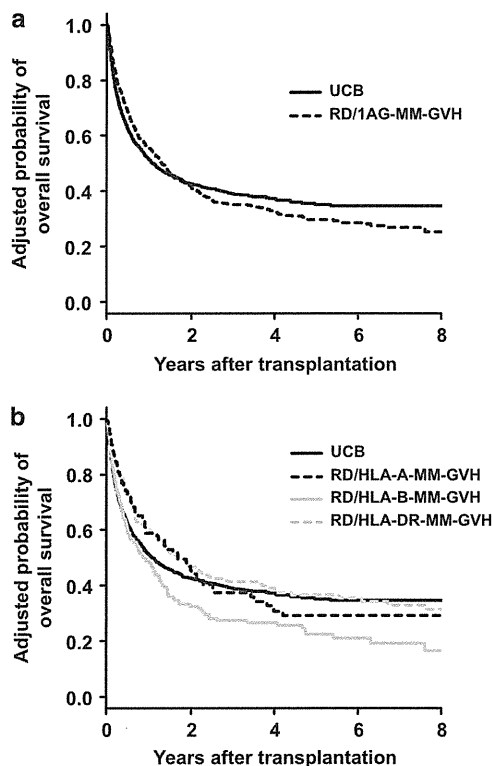 a
Adjusted probability of
overall survival
1.0
0.8
0.6
0.4
0.2
0.0
UCB
RD/1AG-MM-GVH
0 2 4 6 8
Years after transplantation
b
Adjusted probability of
overall survival
1.0
0.8
0.6
0.4
0.2
0.0
UCB
RD/HLA-A-MM-GVH
RD/HLA-B-MM-GVH
RD/HLA-DR-MM-GVH
0 2 4 6 8
Years after transplantation